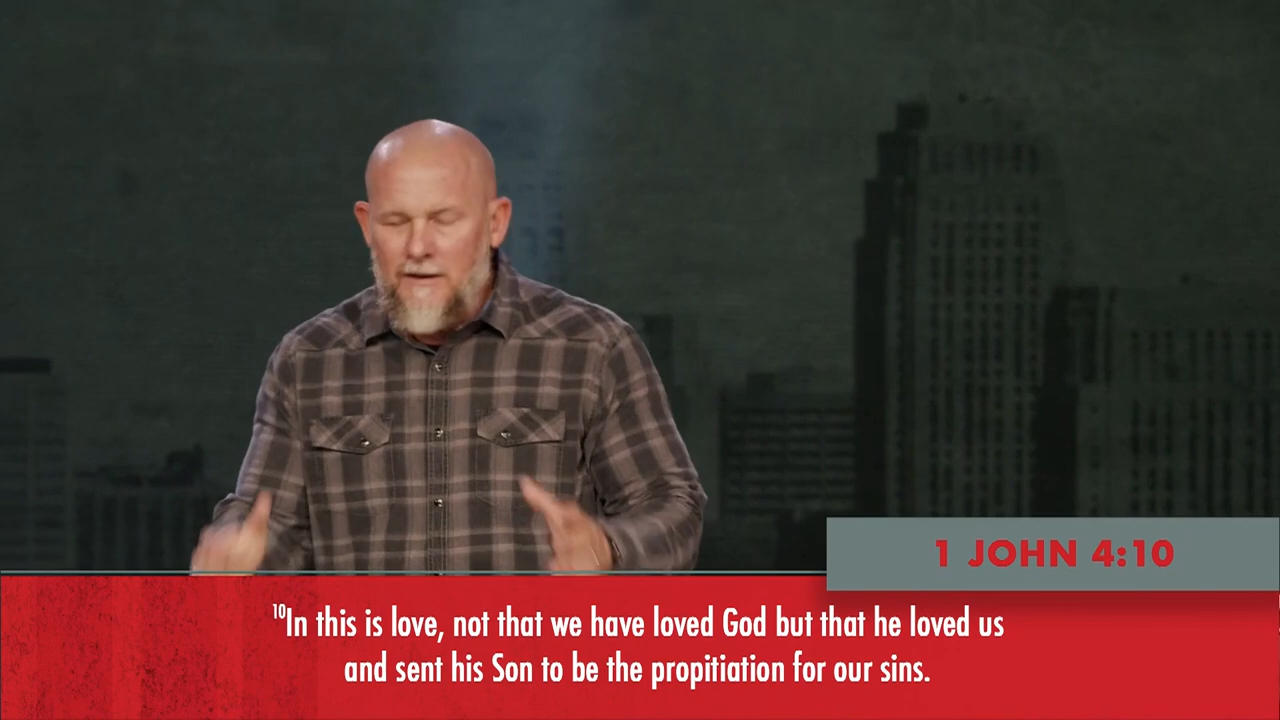 1 JOHN 4:10
¹⁰In this is love, not that we have loved God but that he loved us
and sent his Son to be the propitiation for our sins.